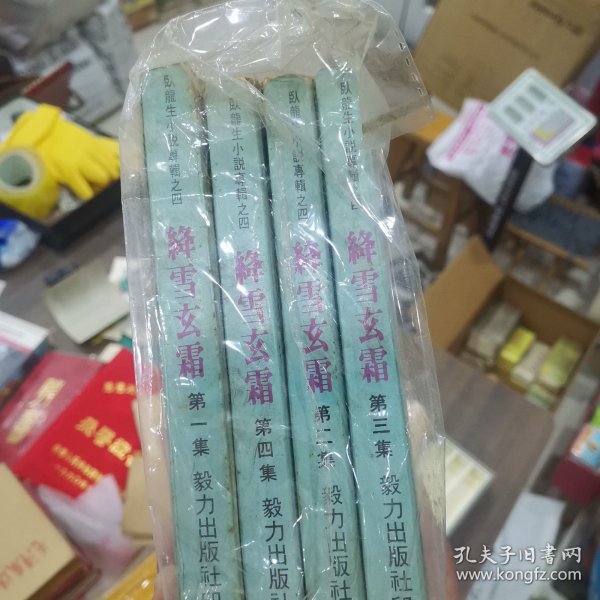 臥龍生小說專輯之四
絳雪玄霜
第一集
毅力出版社印
臥龍生小說專輯之四
絳雪玄霜
第四集
毅力出版社
臥龍生小說專輯之四
絳雪玄霜
第二集
毅力出版社印
臥龍生小說專輯之四
絳雪玄霜
第三集
毅力出版社印
孔夫子旧书网
www.kongfz.com